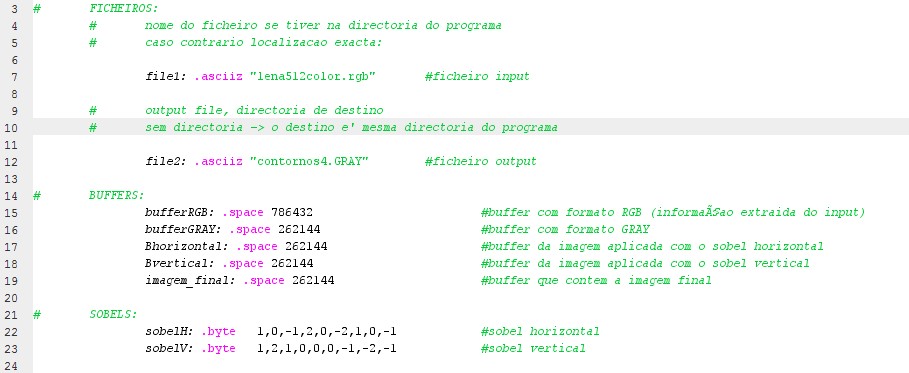 3 # FICHEIROS:
4 # nome do ficheiro se tiver na directoria do programa
5 # caso contrario localizacao exacta:
6
7 file1: .asciiz "lena512color.rgb" #ficheiro input
8
9 # output file, directoria de destino
10 # sem directoria -> o destino e' mesma directoria do programa
11
12 file2: .asciiz "contornos4.GRAY" #ficheiro output
13
14 # BUFFERS:
15 bufferRGB: .space 786432 #buffer com formato RGB (informaÃ§ao extraida do input)
16 bufferGRAY: .space 262144 #buffer com formato GRAY
17 Bhorizontal: .space 262144 #buffer da imagem aplicada com o sobel horizontal
18 Bvertical: .space 262144 #buffer da imagem aplicada com o sobel vertical
19 imagem_final: .space 262144 #buffer que contem a imagem final
20
21 # SOBELS:
22 sobelH: .byte 1,0,-1,2,0,-2,1,0,-1 #sobel horizontal
23 sobelV: .byte 1,2,1,0,0,0,-1,-2,-1 #sobel vertical
24